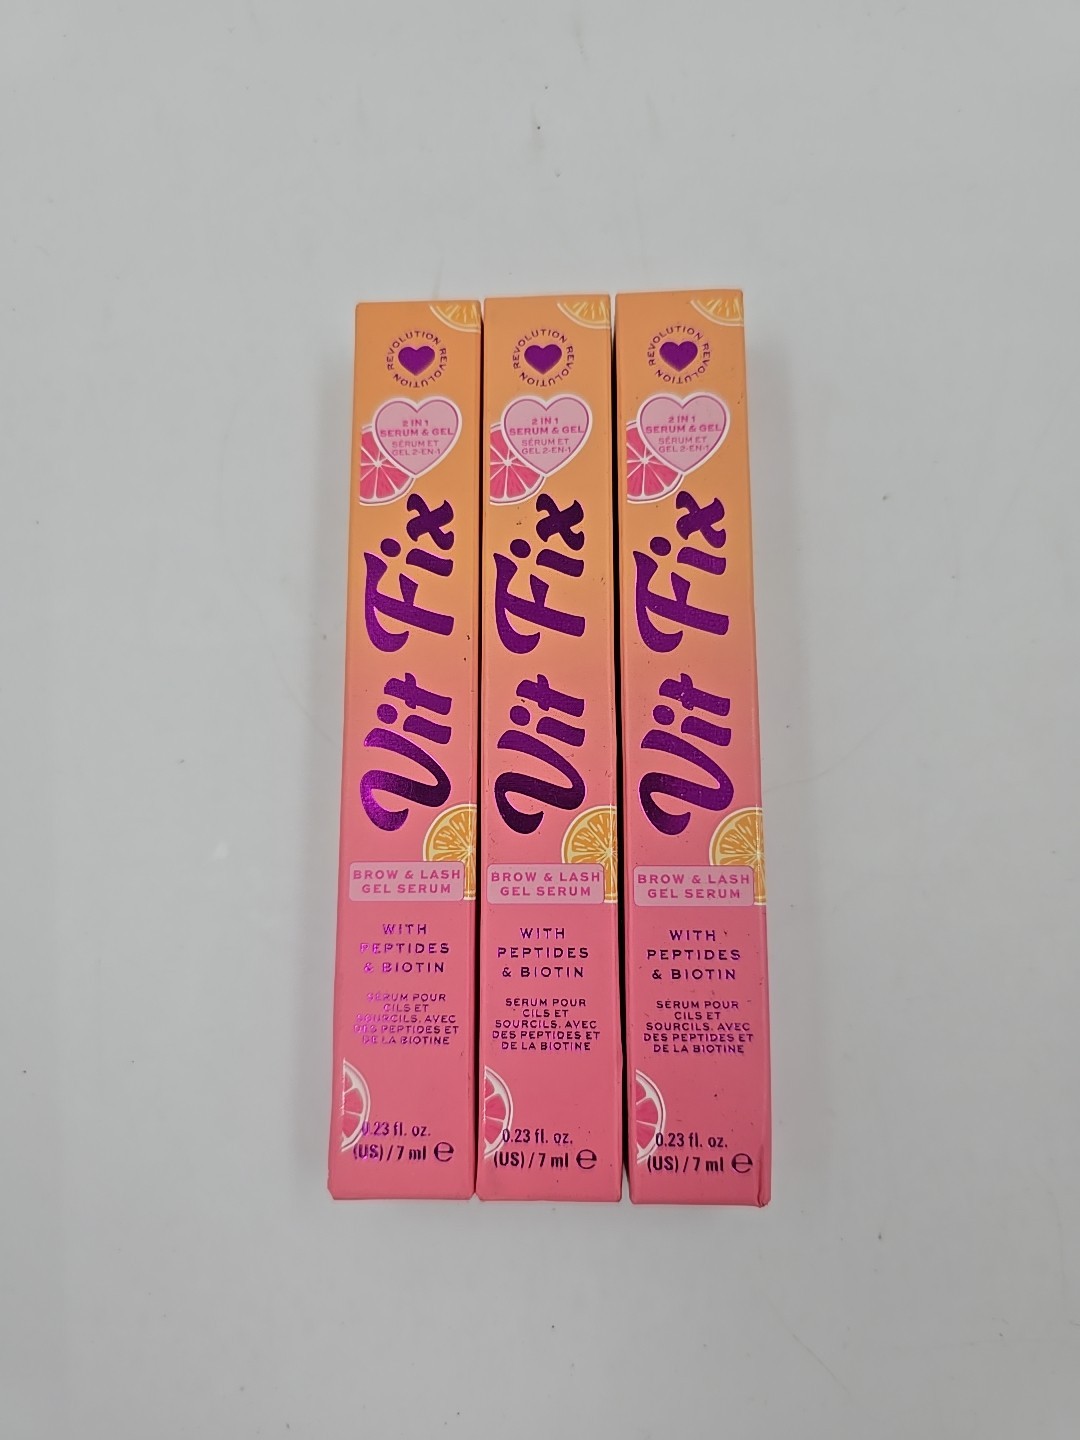 REVOLUTION REVOLUTION
2 IN 1
SERUM & GEL
SÉRUM ET
GEL 2-EN-1
Vit Fix
BROW & LASH
GEL SERUM
WITH
PEPTIDES
& BIOTIN
SÉRUM POUR
CILS ET
SOURCILS, AVEC
DES PEPTIDES ET
DE LA BIOTINE
0.23 fl. oz.
(US) / 7 ml ℮
REVOLUTION REVOLUTION
2 IN 1
SERUM & GEL
SÉRUM ET
GEL 2-EN-1
Vit Fix
BROW & LASH
GEL SERUM
WITH
PEPTIDES
& BIOTIN
SÉRUM POUR
CILS ET
SOURCILS, AVEC
DES PEPTIDES ET
DE LA BIOTINE
0.23 fl. oz.
(US) / 7 ml ℮
REVOLUTION REVOLUTION
2 IN 1
SERUM & GEL
SÉRUM ET
GEL 2-EN-1
Vit Fix
BROW & LASH
GEL SERUM
WITH
PEPTIDES
& BIOTIN
SÉRUM POUR
CILS ET
SOURCILS, AVEC
DES PEPTIDES ET
DE LA BIOTINE
0.23 fl. oz.
(US) / 7 ml ℮